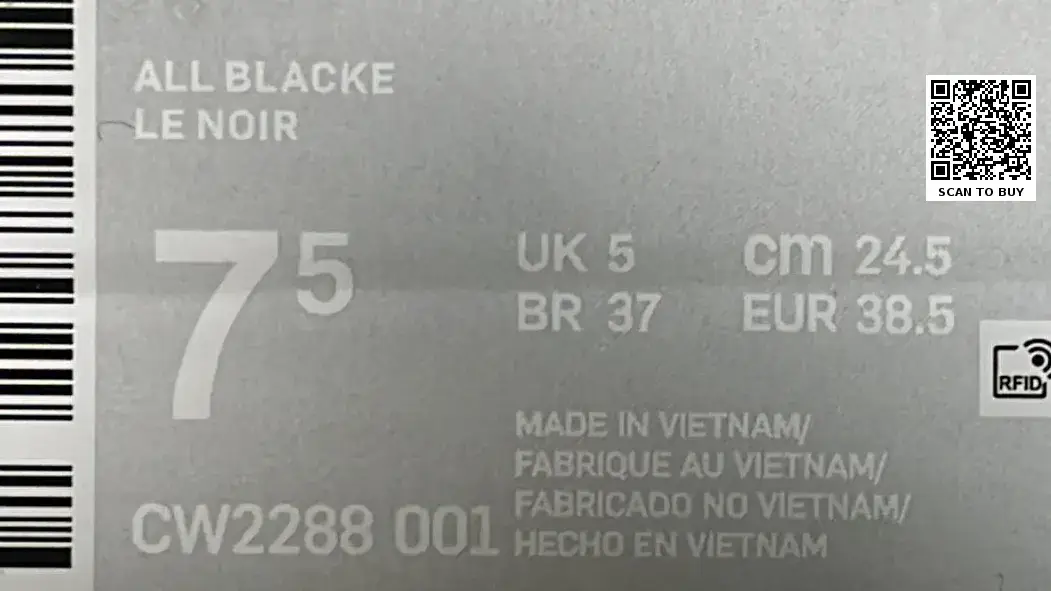 ALL BLACKE
LE NOIR
SCAN TO BUY
7 5
UK 5 cm 24.5
BR 37 EUR 38.5
RFID
MADE IN VIETNAM/
FABRIQUE AU VIETNAM/
FABRICADO NO VIETNAM/
HECHO EN VIETNAM
CW2288 001